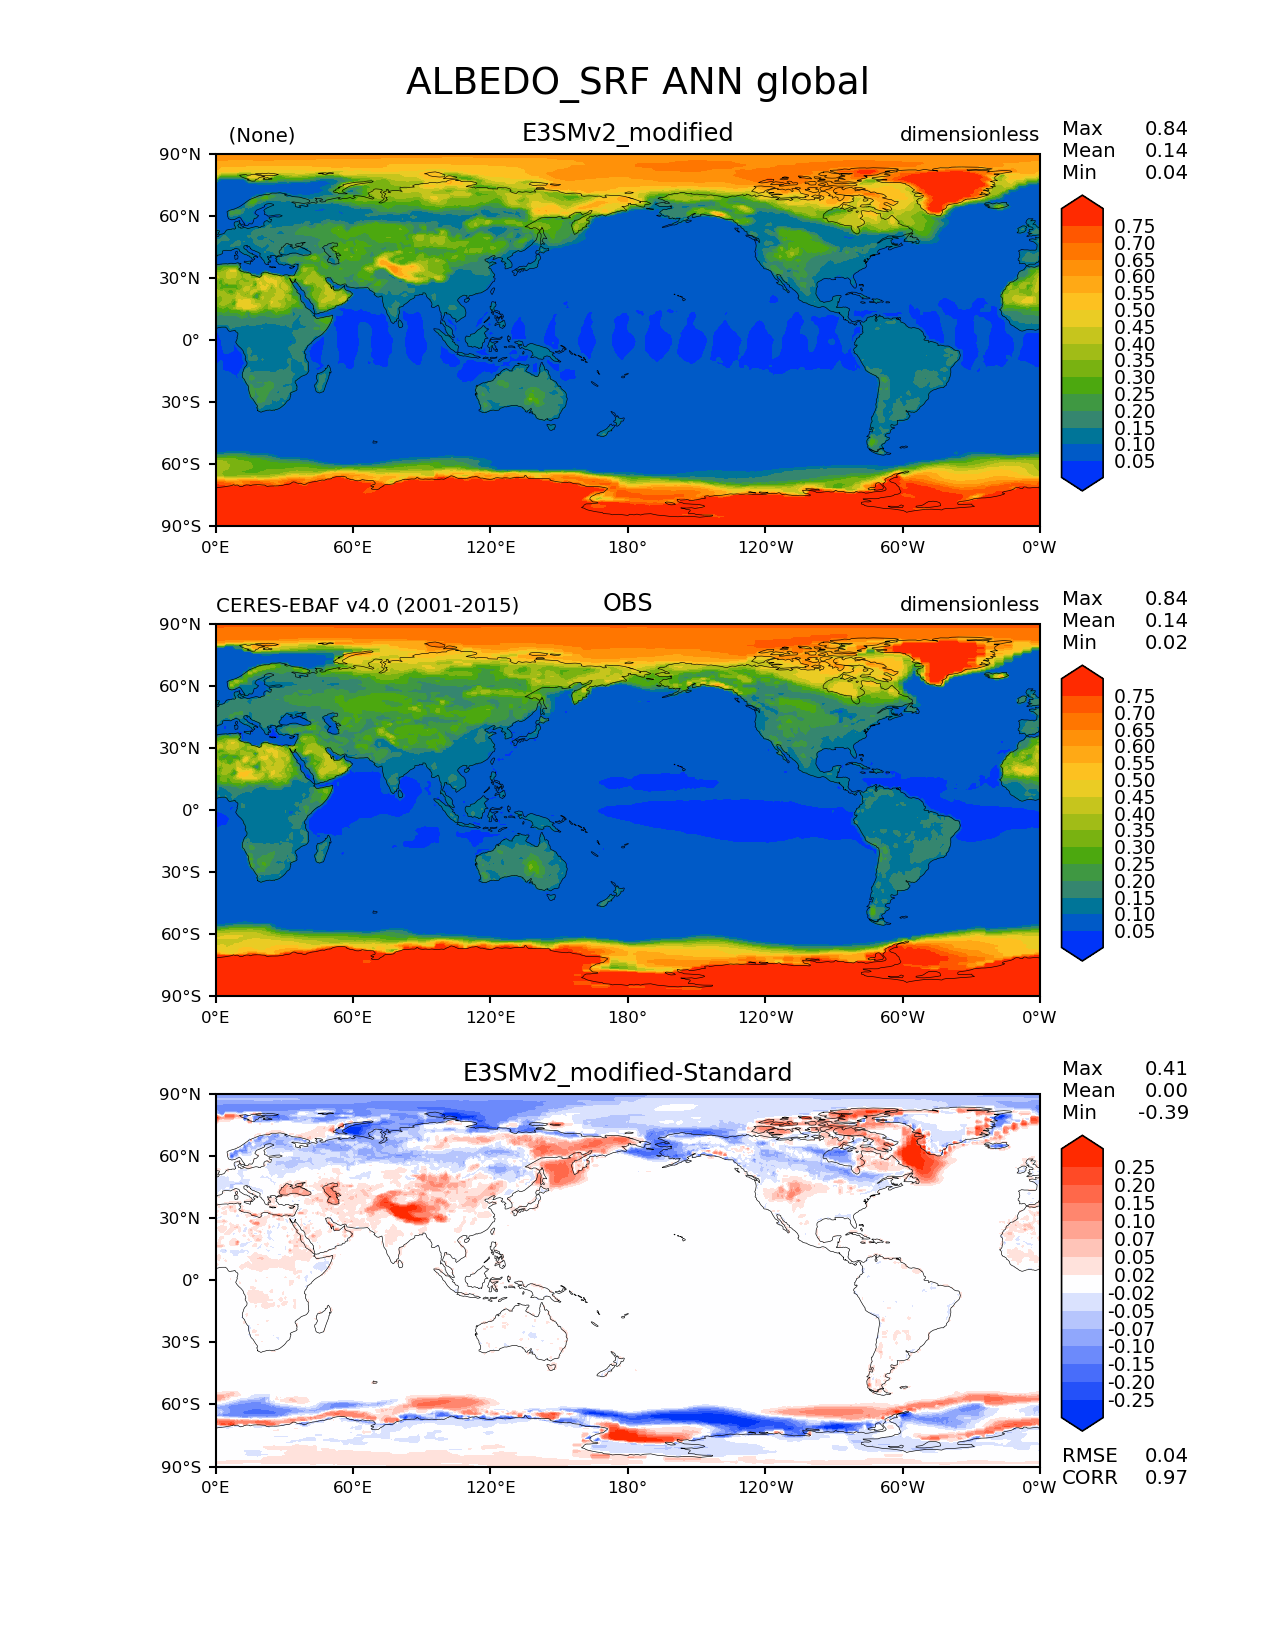 ALBEDO_SRF ANN global
(None) E3SMv2_modified dimensionless
Max 0.84
Mean 0.14
Min 0.04
90°N
60°N
30°N
0°
30°S
60°S
90°S
0°E 60°E 120°E 180° 120°W 60°W 0°W
0.75
0.70
0.65
0.60
0.55
0.50
0.45
0.40
0.35
0.30
0.25
0.20
0.15
0.10
0.05
CERES-EBAF v4.0 (2001-2015) OBS dimensionless
Max 0.84
Mean 0.14
Min 0.02
90°N
60°N
30°N
0°
30°S
60°S
90°S
0°E 60°E 120°E 180° 120°W 60°W 0°W
0.75
0.70
0.65
0.60
0.55
0.50
0.45
0.40
0.35
0.30
0.25
0.20
0.15
0.10
0.05
E3SMv2_modified-Standard
Max 0.41
Mean 0.00
Min -0.39
90°N
60°N
30°N
0°
30°S
60°S
90°S
0°E 60°E 120°E 180° 120°W 60°W 0°W
0.25
0.20
0.15
0.10
0.07
0.05
0.02
-0.02
-0.05
-0.07
-0.10
-0.15
-0.20
-0.25
RMSE 0.04
CORR 0.97